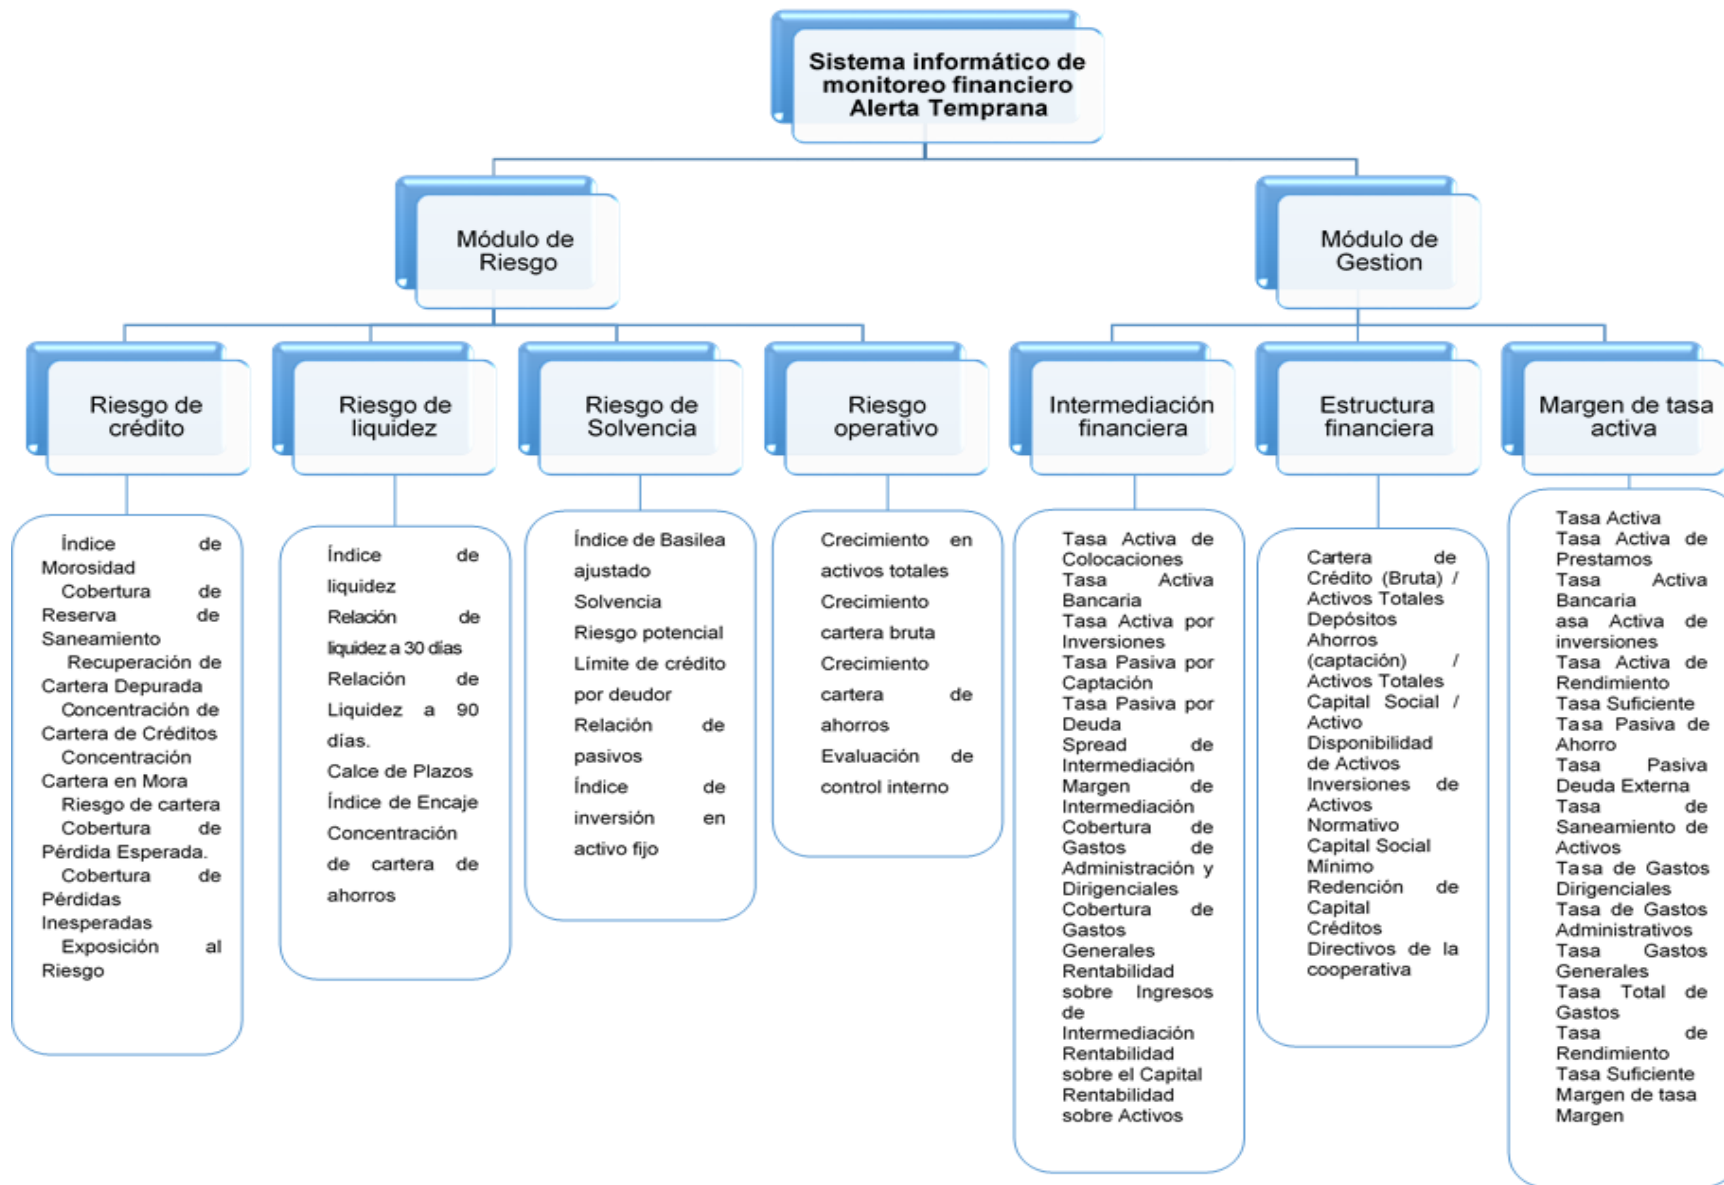 Sistema informático de
monitoreo financiero
Alerta Temprana
Módulo de
Riesgo
Módulo de
Gestion
Riesgo de
crédito
Riesgo de
liquidez
Riesgo de
Solvencia
Riesgo
operativo
Intermediación
financiera
Estructura
financiera
Margen de tasa
activa
Índice de
Morosidad
Cobertura de
Reserva de
Saneamiento
Recuperación de
Cartera Depurada
Concentración de
Cartera de Créditos
Concentración
Cartera en Mora
Riesgo de cartera
Cobertura de
Pérdida Esperada.
Cobertura de
Pérdidas
Inesperadas
Exposición al
Riesgo
Índice de
liquidez
Relación de
liquidez a 30 días
Relación de
Liquidez a 90
días.
Calce de Plazos
Índice de Encaje
Concentración
de cartera de
ahorros
Índice de Basilea
ajustado
Solvencia
Riesgo potencial
Límite de crédito
por deudor
Relación de
pasivos
Índice de
inversión en
activo fijo
Crecimiento en
activos totales
Crecimiento
cartera bruta
Crecimiento
cartera de
ahorros
Evaluación de
control interno
Tasa Activa de
Colocaciones
Tasa Activa
Bancaria
Tasa Activa por
Inversiones
Tasa Pasiva por
Captación
Tasa Pasiva por
Deuda
Spread de
Intermediación
Margen de
Intermediación
Cobertura de
Gastos de
Administración y
Dirigenciales
Cobertura de
Gastos
Generales
Rentabilidad
sobre Ingresos
de
Intermediación
Rentabilidad
sobre el Capital
Rentabilidad
sobre Activos
Cartera de
Crédito (Bruta) /
Activos Totales
Depósitos
Ahorros
(captación) /
Activos Totales
Capital Social /
Activo
Disponibilidad
de Activos
Inversiones de
Activos
Normativo
Capital Social
Mínimo
Redención de
Capital
Créditos
Directivos de la
cooperativa
Tasa Activa
Tasa Activa de
Prestamos
Tasa Activa
Bancaria
asa Activa de
inversiones
Tasa Activa de
Rendimiento
Tasa Suficiente
Tasa Pasiva de
Ahorro
Tasa Pasiva
Deuda Externa
Tasa de
Saneamiento de
Activos
Tasa de Gastos
Dirigenciales
Tasa de Gastos
Administrativos
Tasa Gastos
Generales
Tasa Total de
Gastos
Tasa de
Rendimiento
Tasa Suficiente
Margen de tasa
Margen